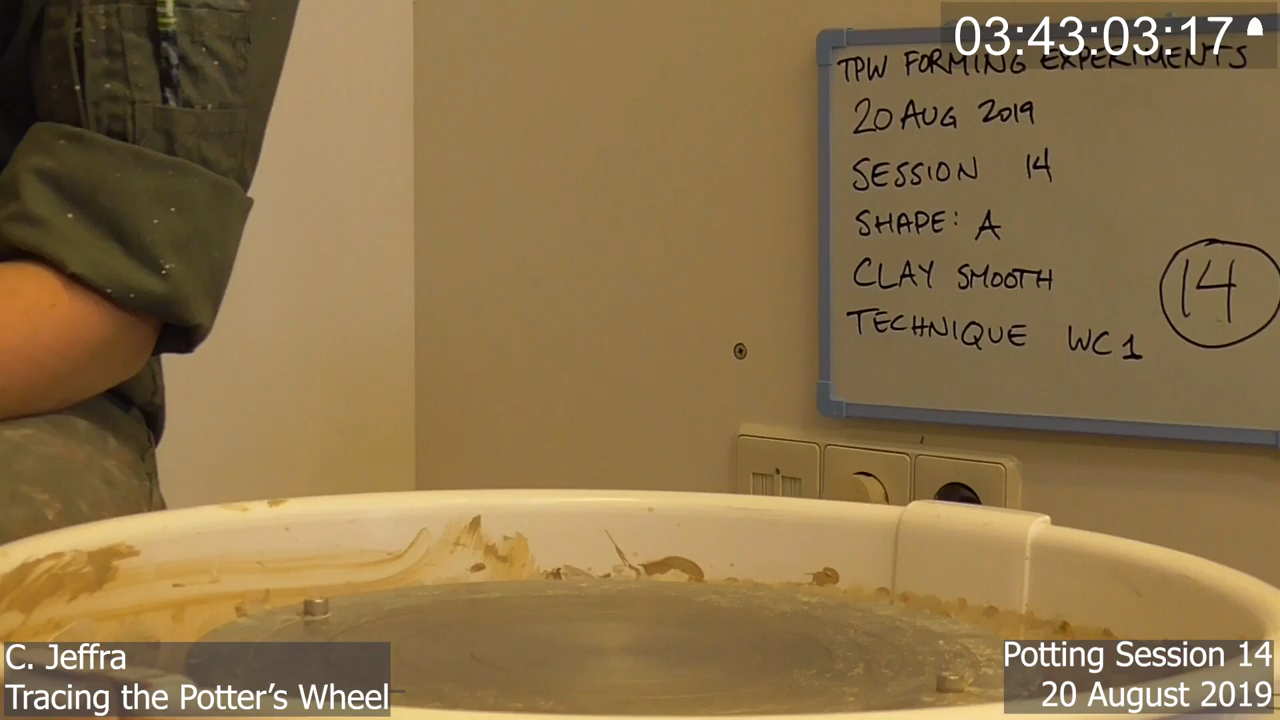 03:43:03:17
TPW FORMING EXPERIMENTS
20 AUG 2019
SESSION 14
SHAPE: A
CLAY SMOOTH
TECHNIQUE WC1
14
C. Jeffra
Tracing the Potter's Wheel
Potting Session 14
20 August 2019